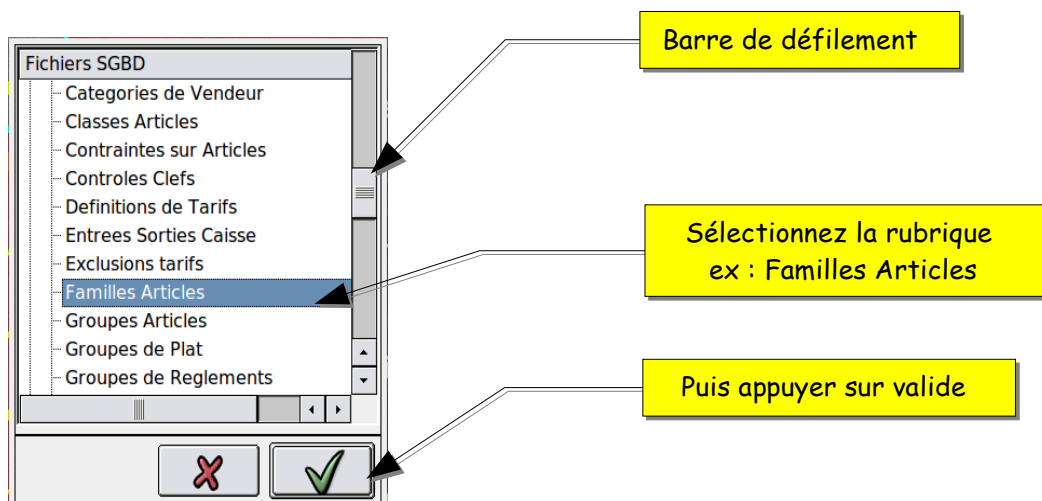 Fichiers SGBD
Categories de Vendeur
Classes Articles
Contraintes sur Articles
Controles Clefs
Definitions de Tarifs
Entrees Sorties Caisse
Exclusions tarifs
Familles Articles
Groupes Articles
Groupes de Plat
Groupes de Reglements
Barre de défilement
Sélectionnez la rubrique
ex : Familles Articles
Puis appuyer sur valide